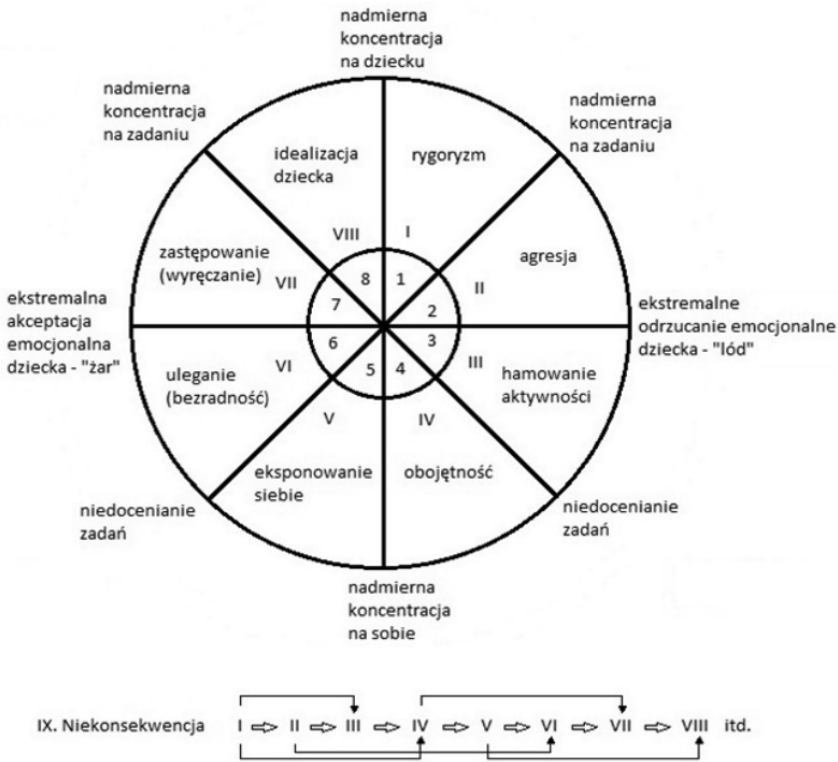 nadmierna
koncentracja
na dziecku
nadmierna
koncentracja
na zadaniu
nadmierna
koncentracja
na zadaniu
idealizacja
dziecka
rygoryzm
VIII
I
zastępowanie
(wyręczanie)
VII
agresja
II
8
1
7
2
ekstremalna
akceptacja
emocjonalna
dziecka - "żar"
ekstremalne
odrzucanie emocjonalne
dziecka - "lód"
6
3
5
4
uleganie
(bezradność)
VI
III
hamowanie
aktywności
V
IV
eksponowanie
siebie
obojętność
niedocenianie
zadań
niedocenianie
zadań
nadmierna
koncentracja
na sobie
IX. Niekonsekwencja I ⇨ II ⇨ III ⇨ IV ⇨ V ⇨ VI ⇨ VII ⇨ VIII itd.